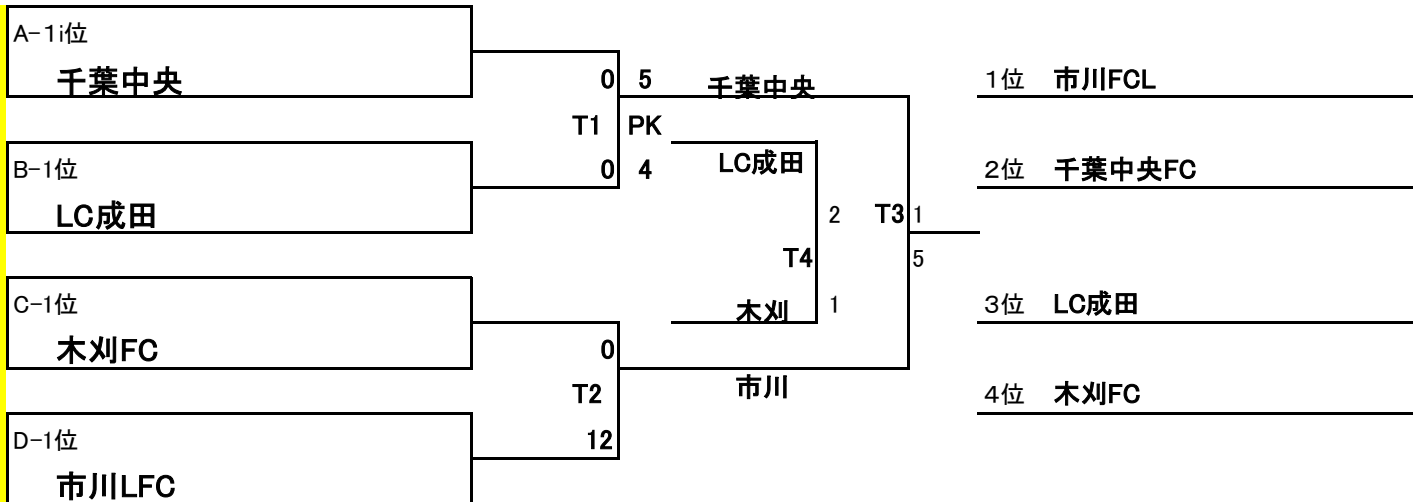 A-1i位
千葉中央
B-1位
LC成田
C-1位
木刈FC
D-1位
市川LFC
0 5
T1 PK
0 4
0
T2
12
千葉中央
LC成田
2
T4
木刈 1
T3 1
5
市川
1位 市川FCL
2位 千葉中央FC
3位 LC成田
4位 木刈FC